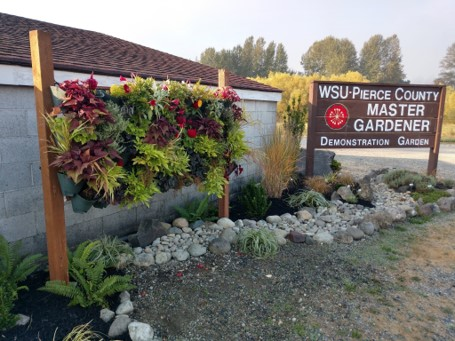 WSU-Pierce County
Master
Gardener
Demonstration Garden